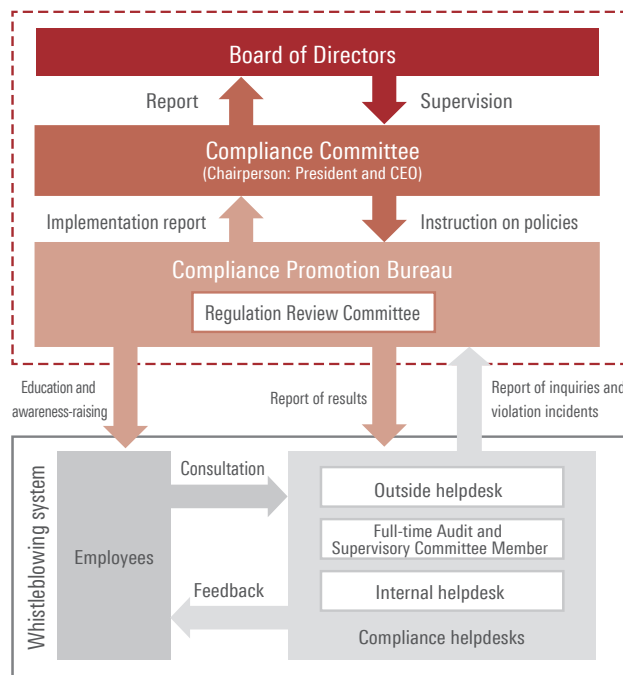 Board of Directors
Report
Supervision
Compliance Committee
(Chairperson: President and CEO)
Implementation report
Instruction on policies
Compliance Promotion Bureau
Regulation Review Committee
Education and
awareness-raising
Report of results
Report of inquiries and
violation incidents
Whistleblowing system
Employees
Consultation
Feedback
Outside helpdesk
Full-time Audit and
Supervisory Committee Member
Internal helpdesk
Compliance helpdesks